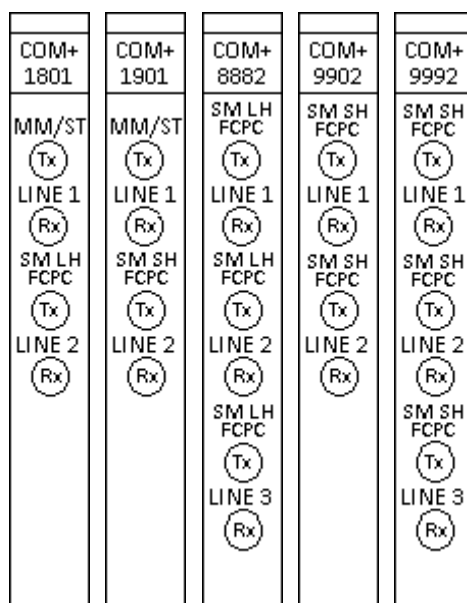 COM+
1801
MM/ST
Tx
LINE 1
Rx
SM LH
FCPC
Tx
LINE 2
Rx
COM+
1901
MM/ST
Tx
LINE 1
Rx
SM SH
FCPC
Tx
LINE 2
Rx
COM+
8882
SM LH
FCPC
Tx
LINE 1
Rx
SM LH
FCPC
Tx
LINE 2
Rx
SM LH
FCPC
Tx
LINE 3
Rx
COM+
9902
SM SH
FCPC
Tx
LINE 1
Rx
SM SH
FCPC
Tx
LINE 2
Rx
COM+
9992
SM SH
FCPC
Tx
LINE 1
Rx
SM SH
FCPC
Tx
LINE 2
Rx
SM SH
FCPC
Tx
LINE 3
Rx